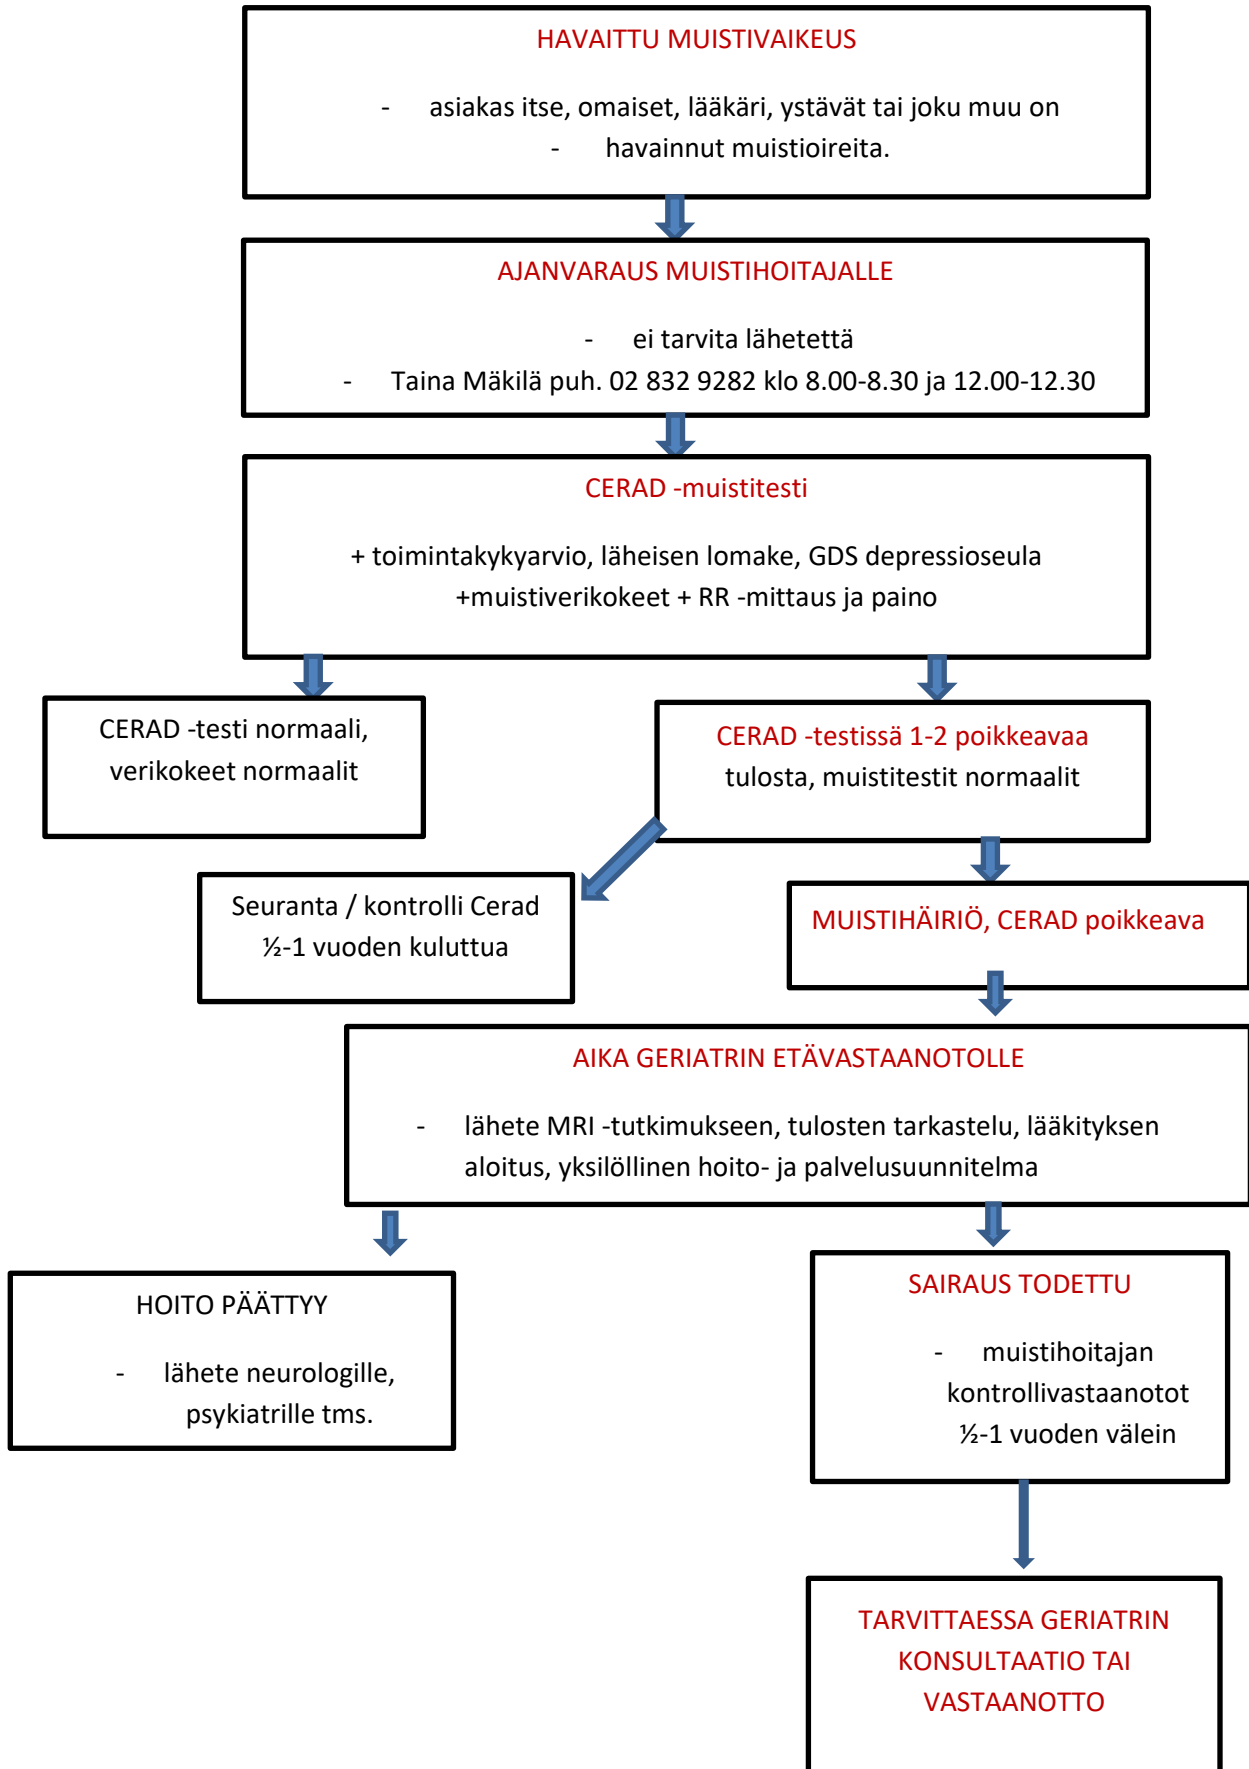 HAVAITTU MUISTIVAIKEUS
- asiakas itse, omaiset, lääkäri, ystävät tai joku muu on
- havainnut muistioireita.
AJANVARAUS MUISTIHOITAJALLE
- ei tarvita lähetettä
- Taina Mäkilä puh. 02 832 9282 klo 8.00-8.30 ja 12.00-12.30
CERAD -muistitesti
+ toimintakykyarvio, läheisen lomake, GDS depressioseula
+muistiverikokeet + RR -mittaus ja paino
CERAD -testi normaali,
verikokeet normaalit
CERAD -testissä 1-2 poikkeavaa
tulosta, muistitestit normaalit
Seuranta / kontrolli Cerad
½-1 vuoden kuluttua
MUISTIHÄIRIÖ, CERAD poikkeava
AIKA GERIATRIN ETÄVASTAANOTOLLE
- lähete MRI -tutkimukseen, tulosten tarkastelu, lääkityksen
aloitus, yksilöllinen hoito- ja palvelusuunnitelma
HOITO PÄÄTTYY
- lähete neurologille,
psykiatrille tms.
SAIRAUS TODETTU
- muistihoitajan
kontrollivastaanotot
½-1 vuoden välein
TARVITTAESSA GERIATRIN
KONSULTAATIO TAI
VASTAANOTTO